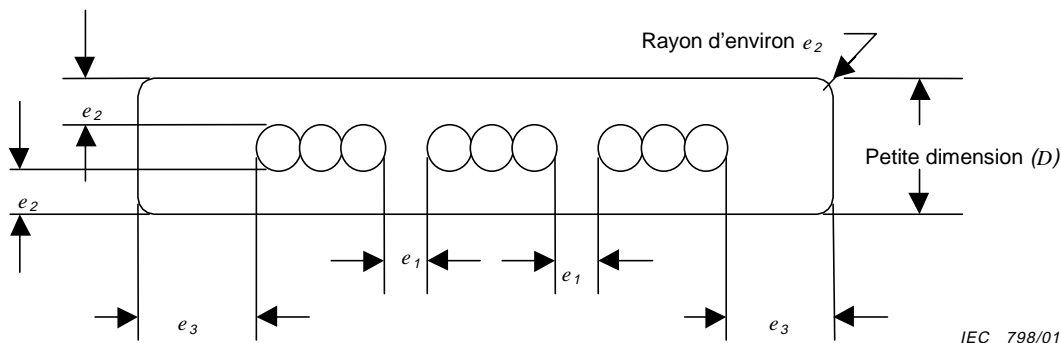 Rayon d'environ e2
e2
Petite dimension (D)
e2
e1
e1
e3
e3
IEC 798/01